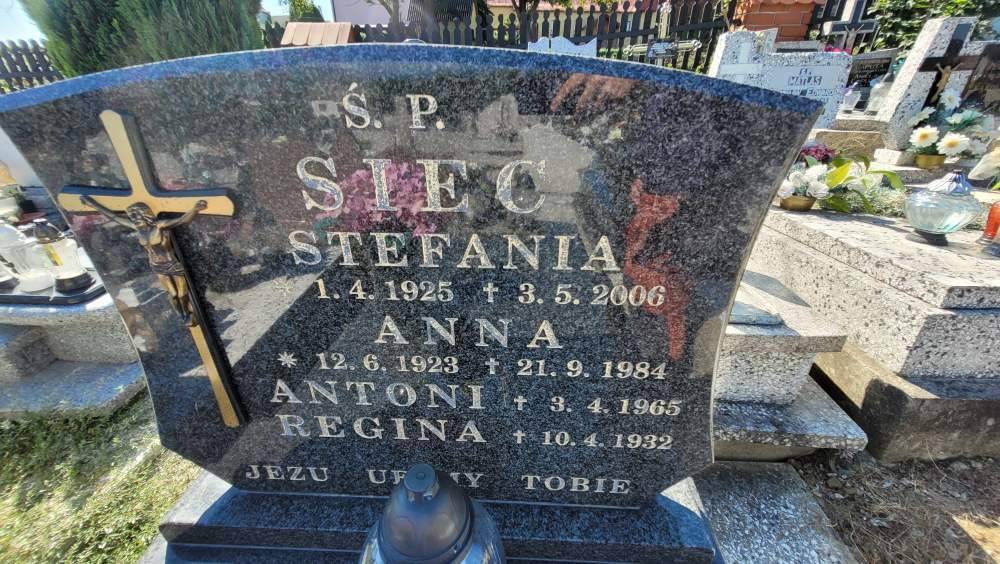 Ś. P.
SIEC
STEFANIA
* 1. 4. 1925 † 3. 5. 2006
ANNA
* 12. 6. 1923 † 21. 9. 1984
ANTONI † 3. 4. 1965
REGINA † 10. 4. 1932
JEZU TOBIE
MATLAS